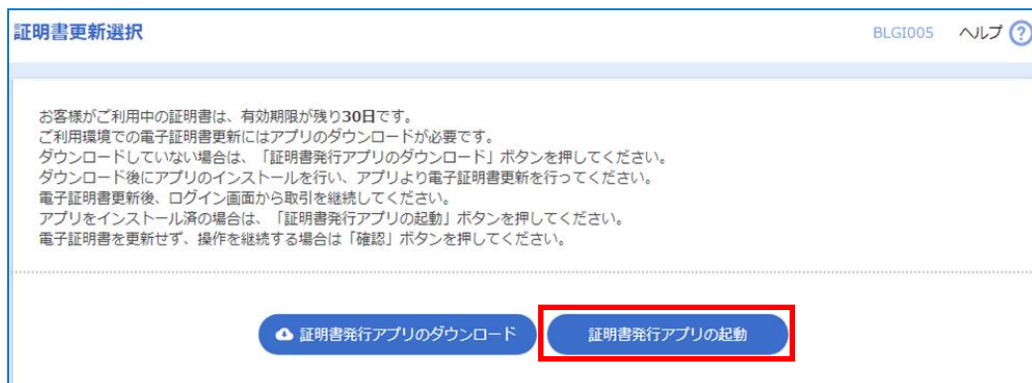 証明書更新選択
BLGI005 ヘルプ ?
お客様がご利用中の証明書は、有効期限が残り30日です。
ご利用環境での電子証明書更新にはアプリのダウンロードが必要です。
ダウンロードしていない場合は、「証明書発行アプリのダウンロード」ボタンを押してください。
ダウンロード後にアプリのインストールを行い、アプリより電子証明書更新を行ってください。
電子証明書更新後、ログイン画面から取引を継続してください。
アプリをインストール済の場合は、「証明書発行アプリの起動」ボタンを押してください。
電子証明書を更新せず、操作を継続する場合は「確認」ボタンを押してください。
証明書発行アプリのダウンロード
証明書発行アプリの起動